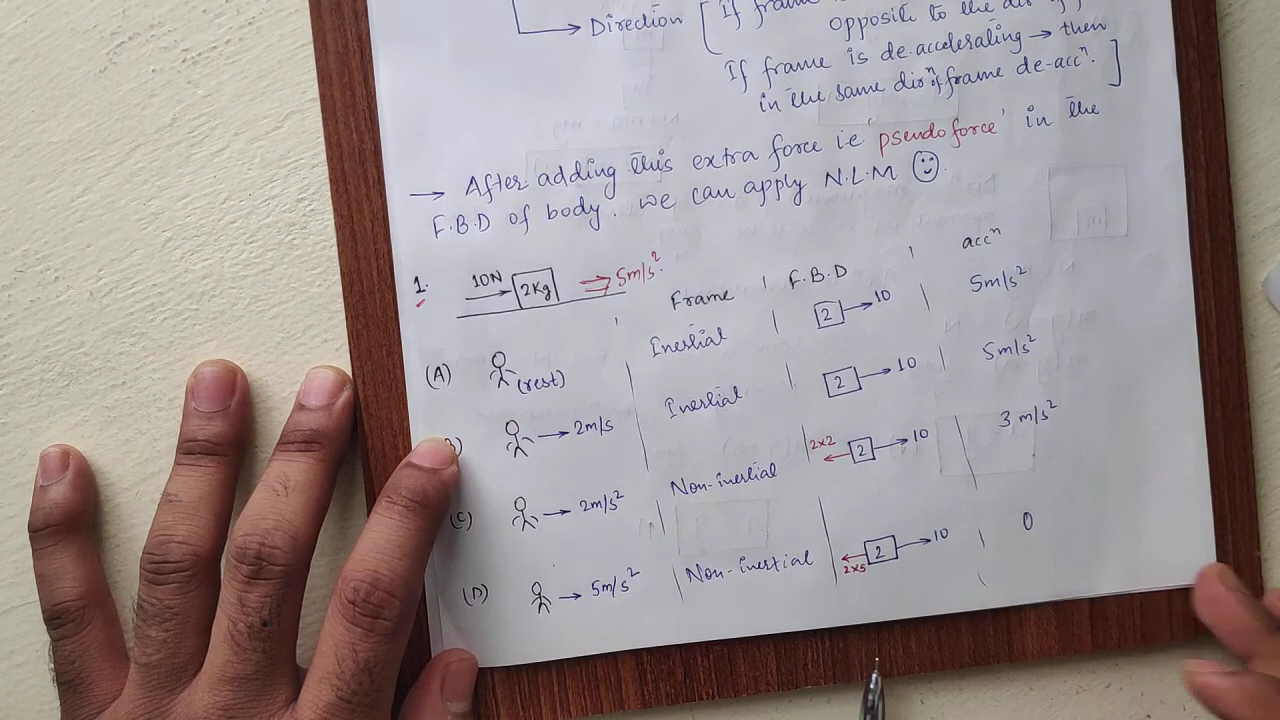 Direction [ If frame
opposite to the dir
If frame is de accelerating → then
in the same dirⁿ of frame de-accⁿ. ]
→ After adding this extra force i.e. 'pseudo force' in the
F.B.D of body. we can apply N.L.M ☺.
1. 10N 2Kg ⇒ 5m/s².
Frame F.B.D accⁿ
(A) (rest) Inertial 2 → 10 5m/s²
B) → 2m/s Inertial 2 → 10 5m/s²
(C) → 2m/s² Non-inertial 2x2 ← 2 → 10 3 m/s²
(D) → 5m/s² Non-inertial 2x5 ← 2 → 10 0